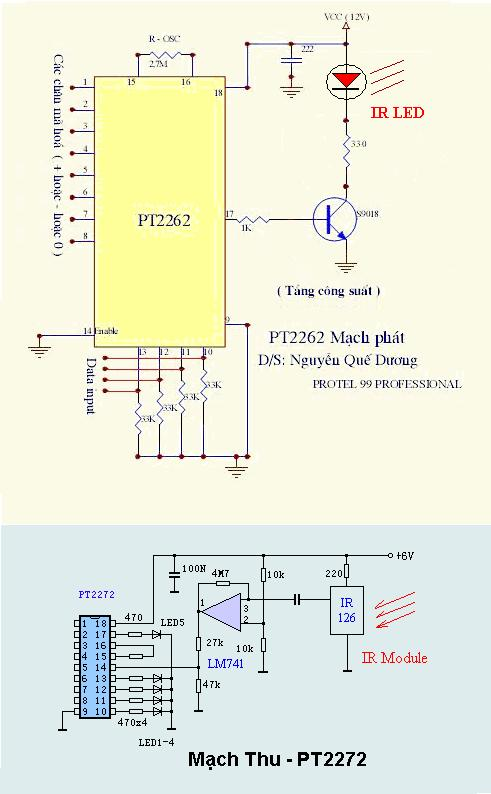 VCC ( 12V)
R - OSC
2.7M
222
15
16
18
IR LED
Các chân mã hoá ( + hoặc - hoặc 0 )
1
2
3
4
5
6
7
8
330
PT2262
17
1K
S9018
( Tầng công suất )
9
14 Enable
13
12
11
10
Data input
33K
33K
33K
33K
PT2262 Mạch phát
D/S: Nguyễn Quế Dương
PROTEL 99 PROFESSIONAL
+6V
100N
4M7
10k
220
PT2272
IR
126
1
3
2
470
LED5
1 18
2 17
3 16
4 15
5 14
6 13
7 12
8 11
9 10
27k
LM741
10k
IR Module
47k
470x4
LED1-4
Mạch Thu - PT2272